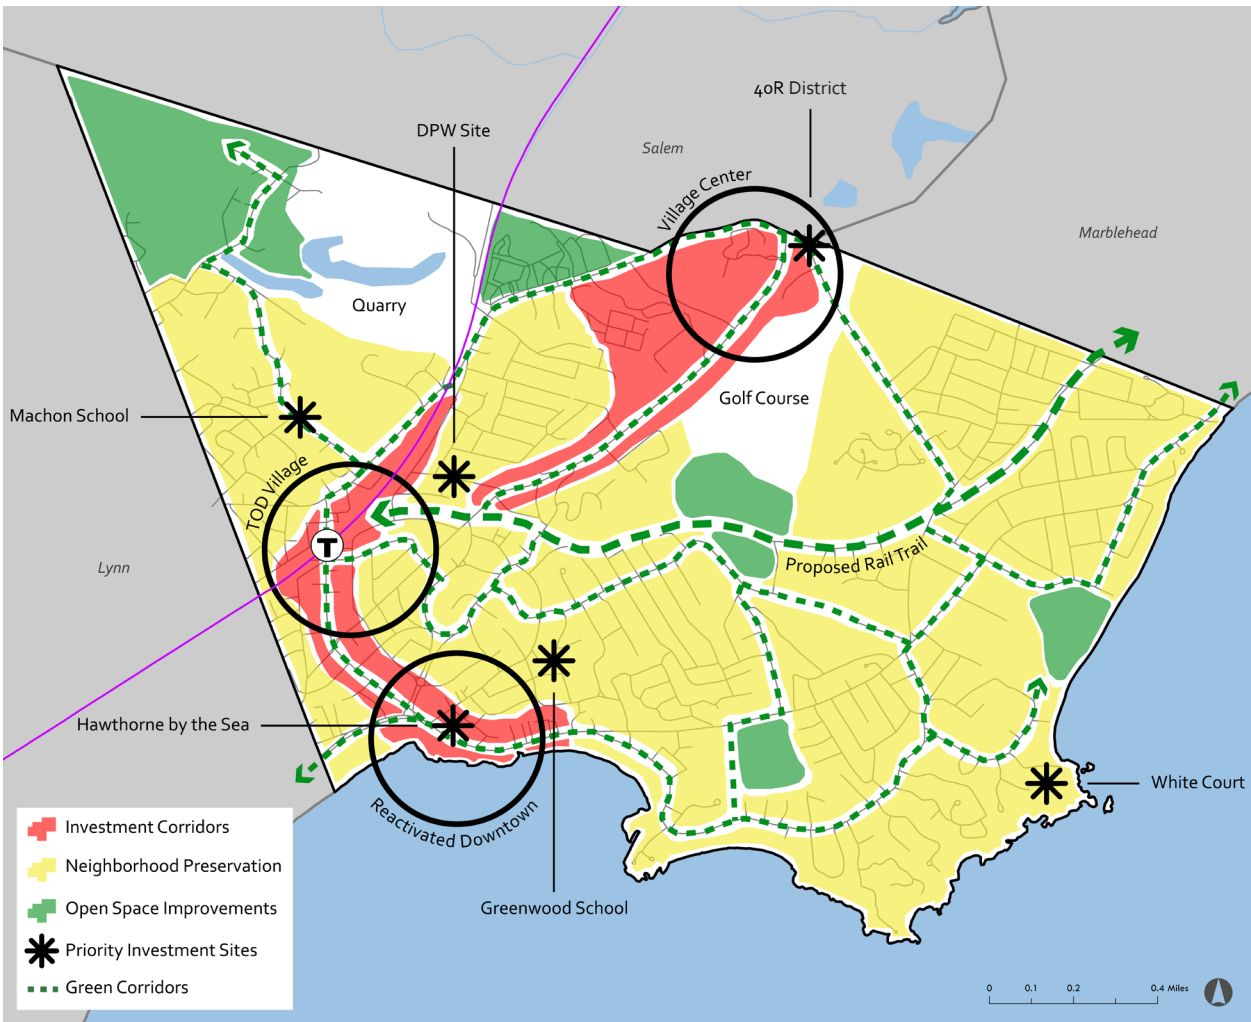 40R District
DPW Site
Salem
Village Center
Marblehead
Quarry
Golf Course
Machon School
TOD Village
T
Lynn
Proposed Rail Trail
Hawthorne by the Sea
White Court
Reactivated Downtown
Greenwood School
Investment Corridors
Neighborhood Preservation
Open Space Improvements
Priority Investment Sites
Green Corridors
0 0.1 0.2 0.4 Miles